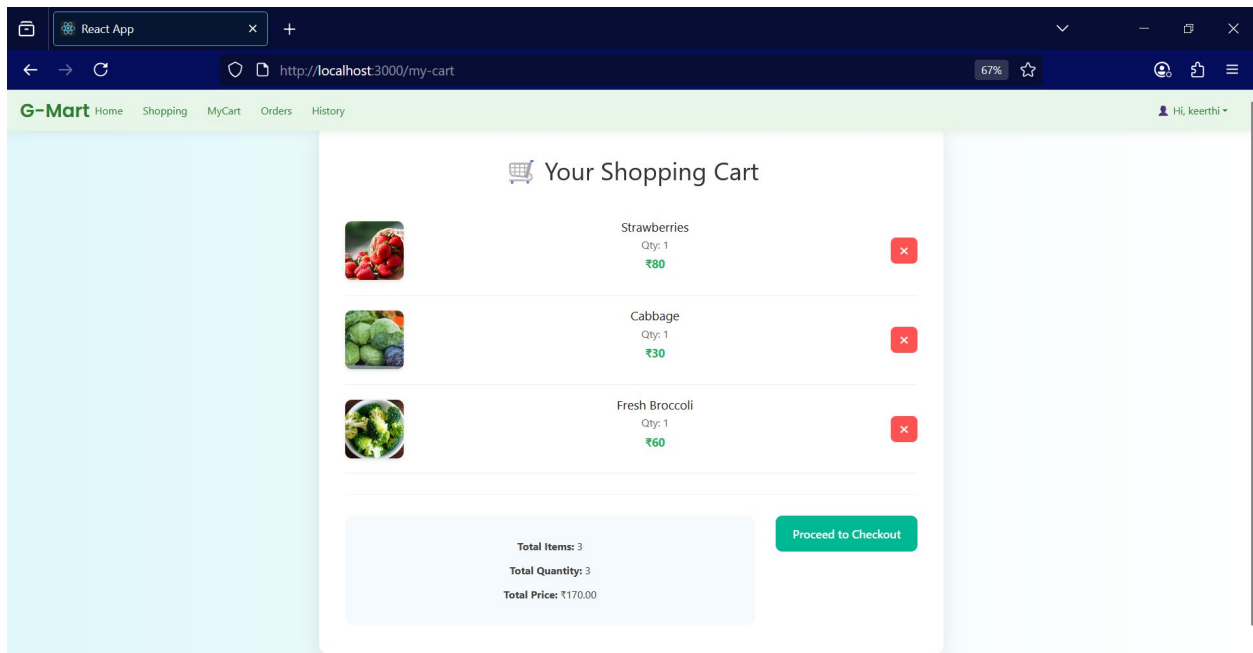 React App
http://localhost:3000/my-cart
67%
G-Mart Home Shopping MyCart Orders History
Hi, keerthi
Your Shopping Cart
Strawberries
Qty: 1
₹80
Cabbage
Qty: 1
₹30
Fresh Broccoli
Qty: 1
₹60
Proceed to Checkout
Total Items: 3
Total Quantity: 3
Total Price: ₹170.00